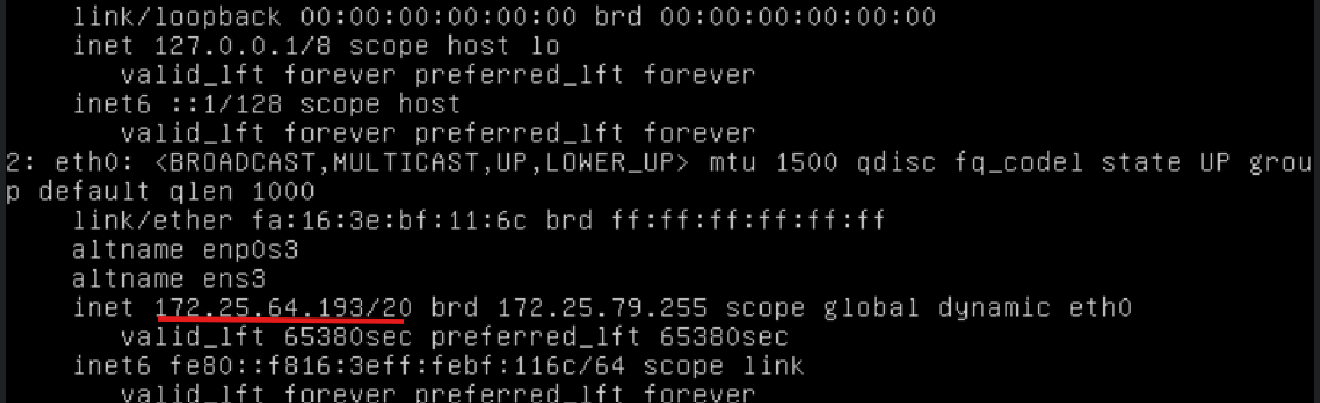 link/loopback 00:00:00:00:00:00 brd 00:00:00:00:00:00
inet 127.0.0.1/8 scope host lo
valid_lft forever preferred_lft forever
inet6 ::1/128 scope host
valid_lft forever preferred_lft forever
2: eth0: <BROADCAST,MULTICAST,UP,LOWER_UP> mtu 1500 qdisc fq_codel state UP grou
p default qlen 1000
link/ether fa:16:3e:bf:11:6c brd ff:ff:ff:ff:ff:ff
altname enp0s3
altname ens3
inet 172.25.64.193/20 brd 172.25.79.255 scope global dynamic eth0
valid_lft 65380sec preferred_lft 65380sec
inet6 fe80::f816:3eff:febf:116c/64 scope link
valid_lft forever preferred_lft forever